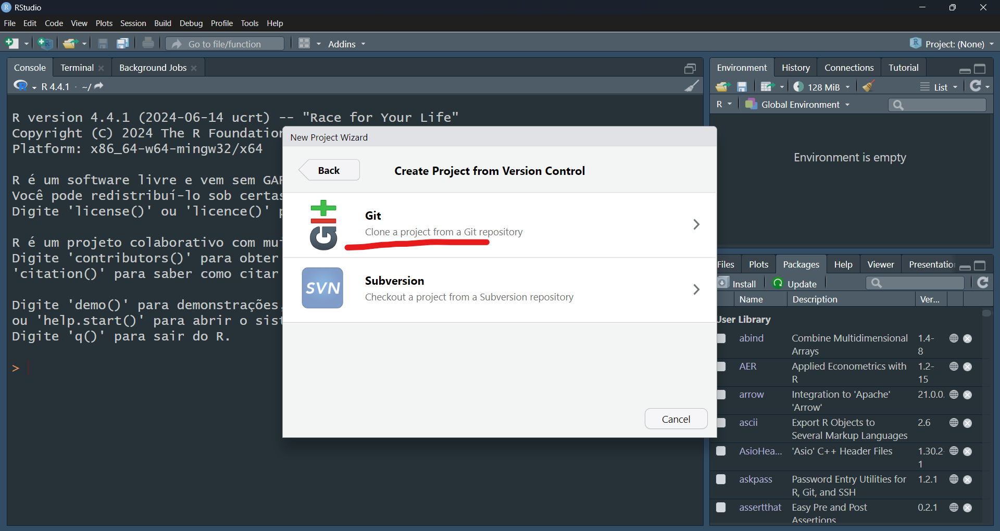 RStudio
File Edit Code View Plots Session Build Debug Profile Tools Help
Go to file/function Addins Project: (None)
Console Terminal Background Jobs
R 4.4.1 · ~/
R version 4.4.1 (2024-06-14 ucrt) -- "Race for Your Life"
Copyright (C) 2024 The R Foundation
Platform: x86_64-w64-mingw32/x64
R é um software livre e vem sem GAR
Você pode redistribuí-lo sob certas
Digite 'license()' ou 'licence()' p
R é um projeto colaborativo com mui
Digite 'contributors()' para obter
'citation()' para saber como citar
Digite 'demo()' para demonstrações,
ou 'help.start()' para abrir o sist
Digite 'q()' para sair do R.
>
New Project Wizard
Back
Create Project from Version Control
git
Git
Clone a project from a Git repository
SVN
Subversion
Checkout a project from a Subversion repository
Cancel
Environment History Connections Tutorial
128 MiB List
R Global Environment
Environment is empty
Files Plots Packages Help Viewer Presentation
Install Update
Name Description Ver...
User Library
abind Combine Multidimensional Arrays 1.4-8
AER Applied Econometrics with R 1.2-15
arrow Integration to 'Apache' 'Arrow' 21.0.0.
ascii Export R Objects to Several Markup Languages 2.6
AsioHea... 'Asio' C++ Header Files 1.30.2-1
askpass Password Entry Utilities for R, Git, and SSH 1.2.1
assertthat Easy Pre and Post Assertions 0.2.1